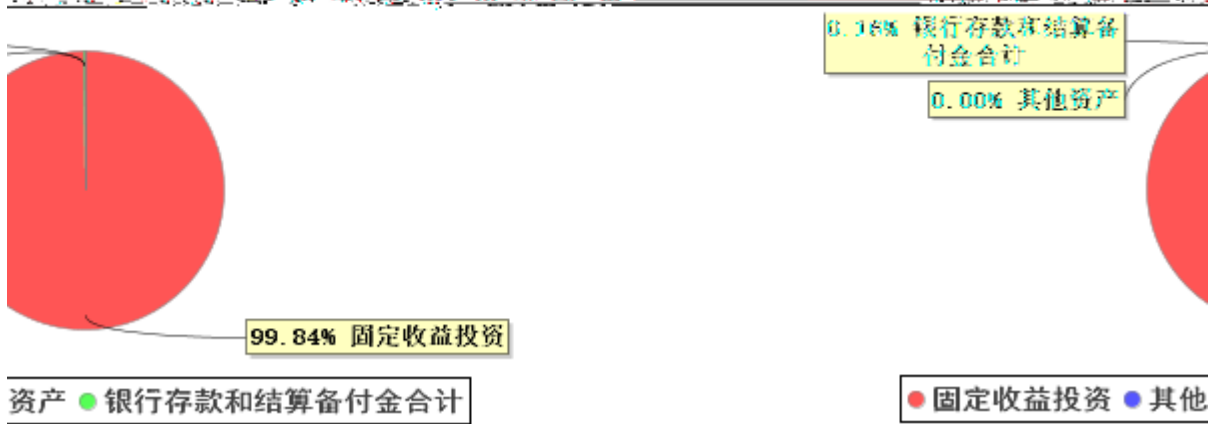 0.16% 银行存款和结算备
付金合计
0.00% 其他资产
99.84% 固定收益投资
资产 银行存款和结算备付金合计
固定收益投资 其他